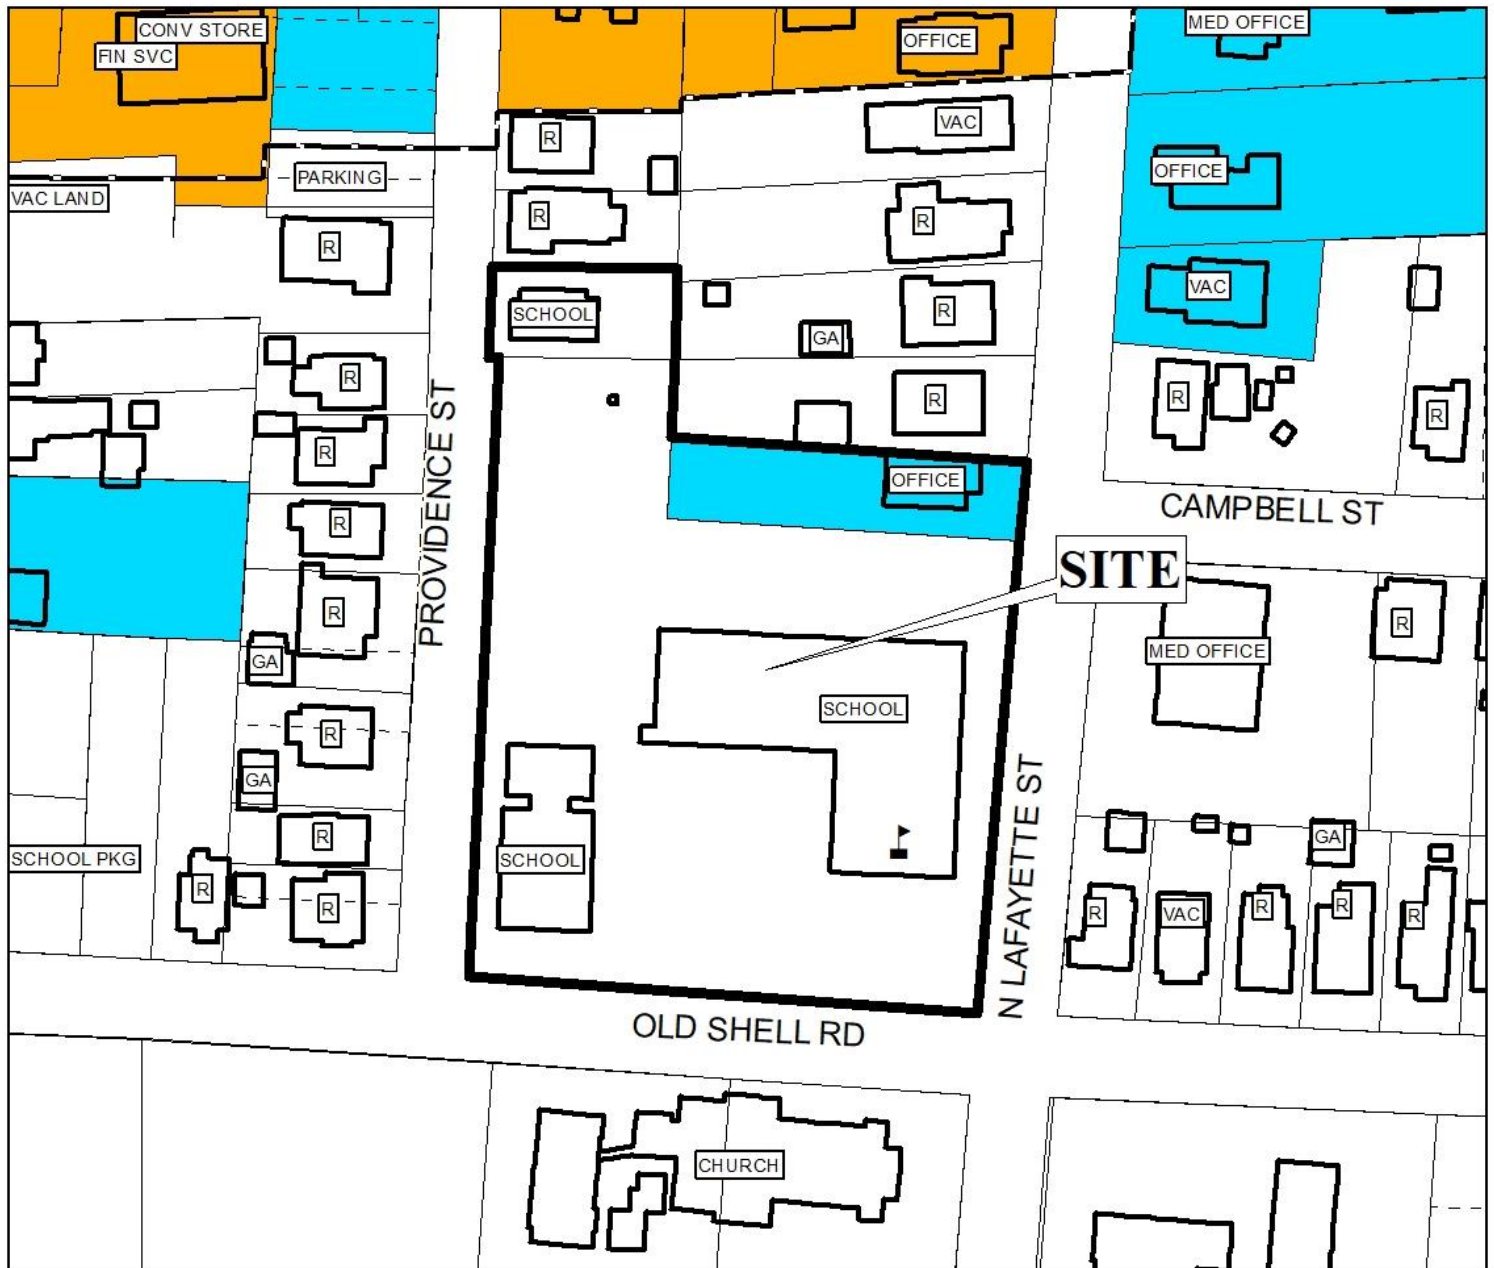 CONV STORE
FIN SVC
OFFICE
MED OFFICE
R
VAC
OFFICE
PARKING
VAC LAND
R
R
R
SCHOOL
GA
R
VAC
R
R
R
R
R
PROVIDENCE ST
OFFICE
CAMPBELL ST
R
SITE
R
GA
MED OFFICE
R
SCHOOL
R
GA
N LAFAYETTE ST
R
GA
SCHOOL PKG
SCHOOL
R
R
R
VAC
R
R
R
OLD SHELL RD
CHURCH